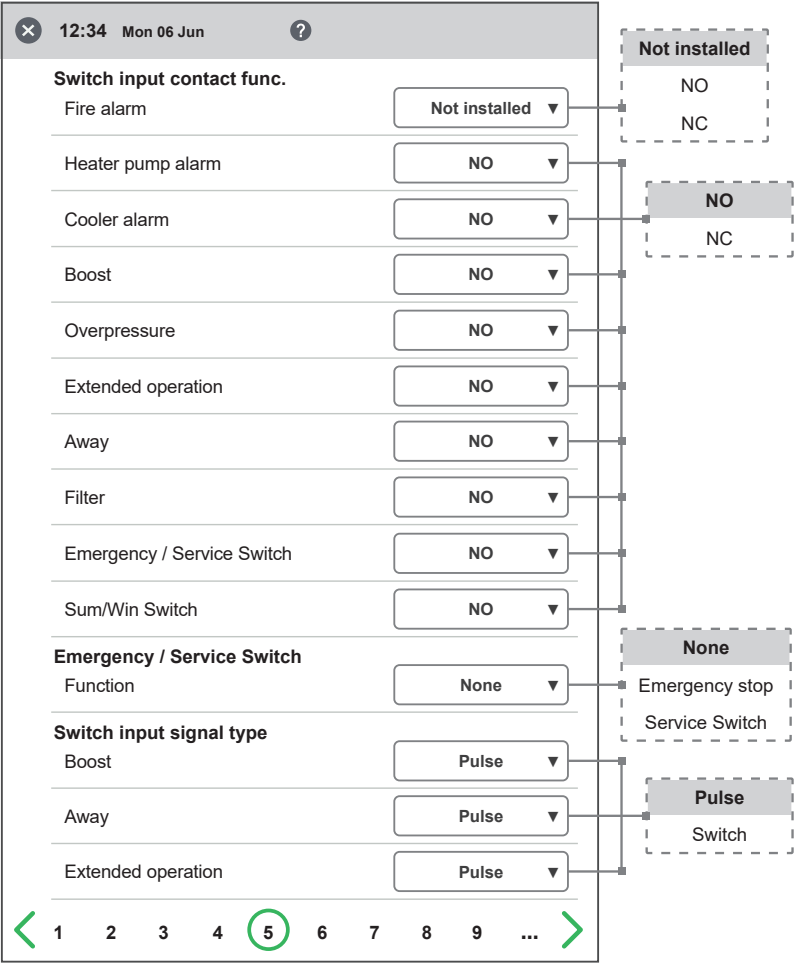 12:34 Mon 06 Jun ?
Switch input contact func.
Fire alarm Not installed ▼
Heater pump alarm NO ▼
Cooler alarm NO ▼
Boost NO ▼
Overpressure NO ▼
Extended operation NO ▼
Away NO ▼
Filter NO ▼
Emergency / Service Switch NO ▼
Sum/Win Switch NO ▼
Emergency / Service Switch
Function None ▼
Switch input signal type
Boost Pulse ▼
Away Pulse ▼
Extended operation Pulse ▼
1 2 3 4 5 6 7 8 9 ...
Not installed
NO
NC
NO
NC
None
Emergency stop
Service Switch
Pulse
Switch